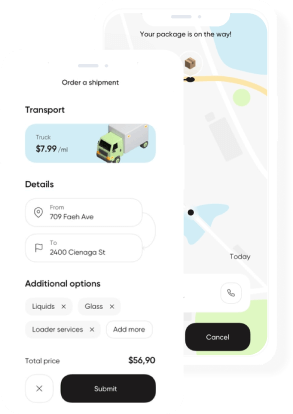 Your package is on the way!
Order a shipment
Transport
Truck
$7.99 /mi
Details
From
709 Faeh Ave
To
2400 Cienaga St
Today
Additional options
Liquids ×
Glass ×
Loader services ×
Add more
Cancel
Total price
$56,90
×
Submit